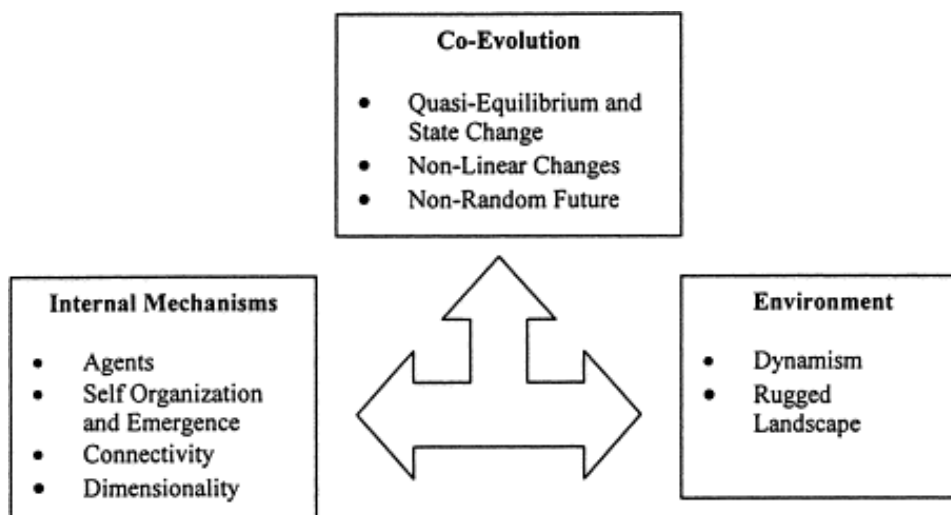 Co-Evolution
• Quasi-Equilibrium and
State Change
• Non-Linear Changes
• Non-Random Future
Internal Mechanisms
• Agents
• Self Organization
and Emergence
• Connectivity
• Dimensionality
Environment
• Dynamism
• Rugged
Landscape